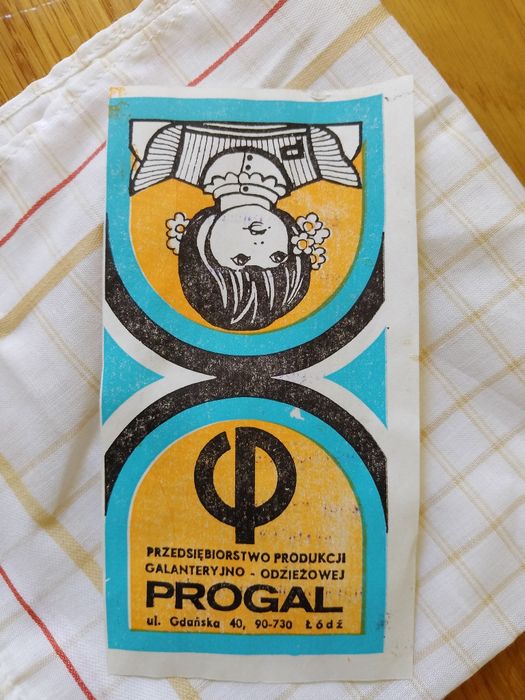 PRZEDSIĘBIORSTWO PRODUKCJI
GALANTERYJNO - ODZIEŻOWEJ
PROGAL
ul. Gdańska 40, 90-730 Łódź